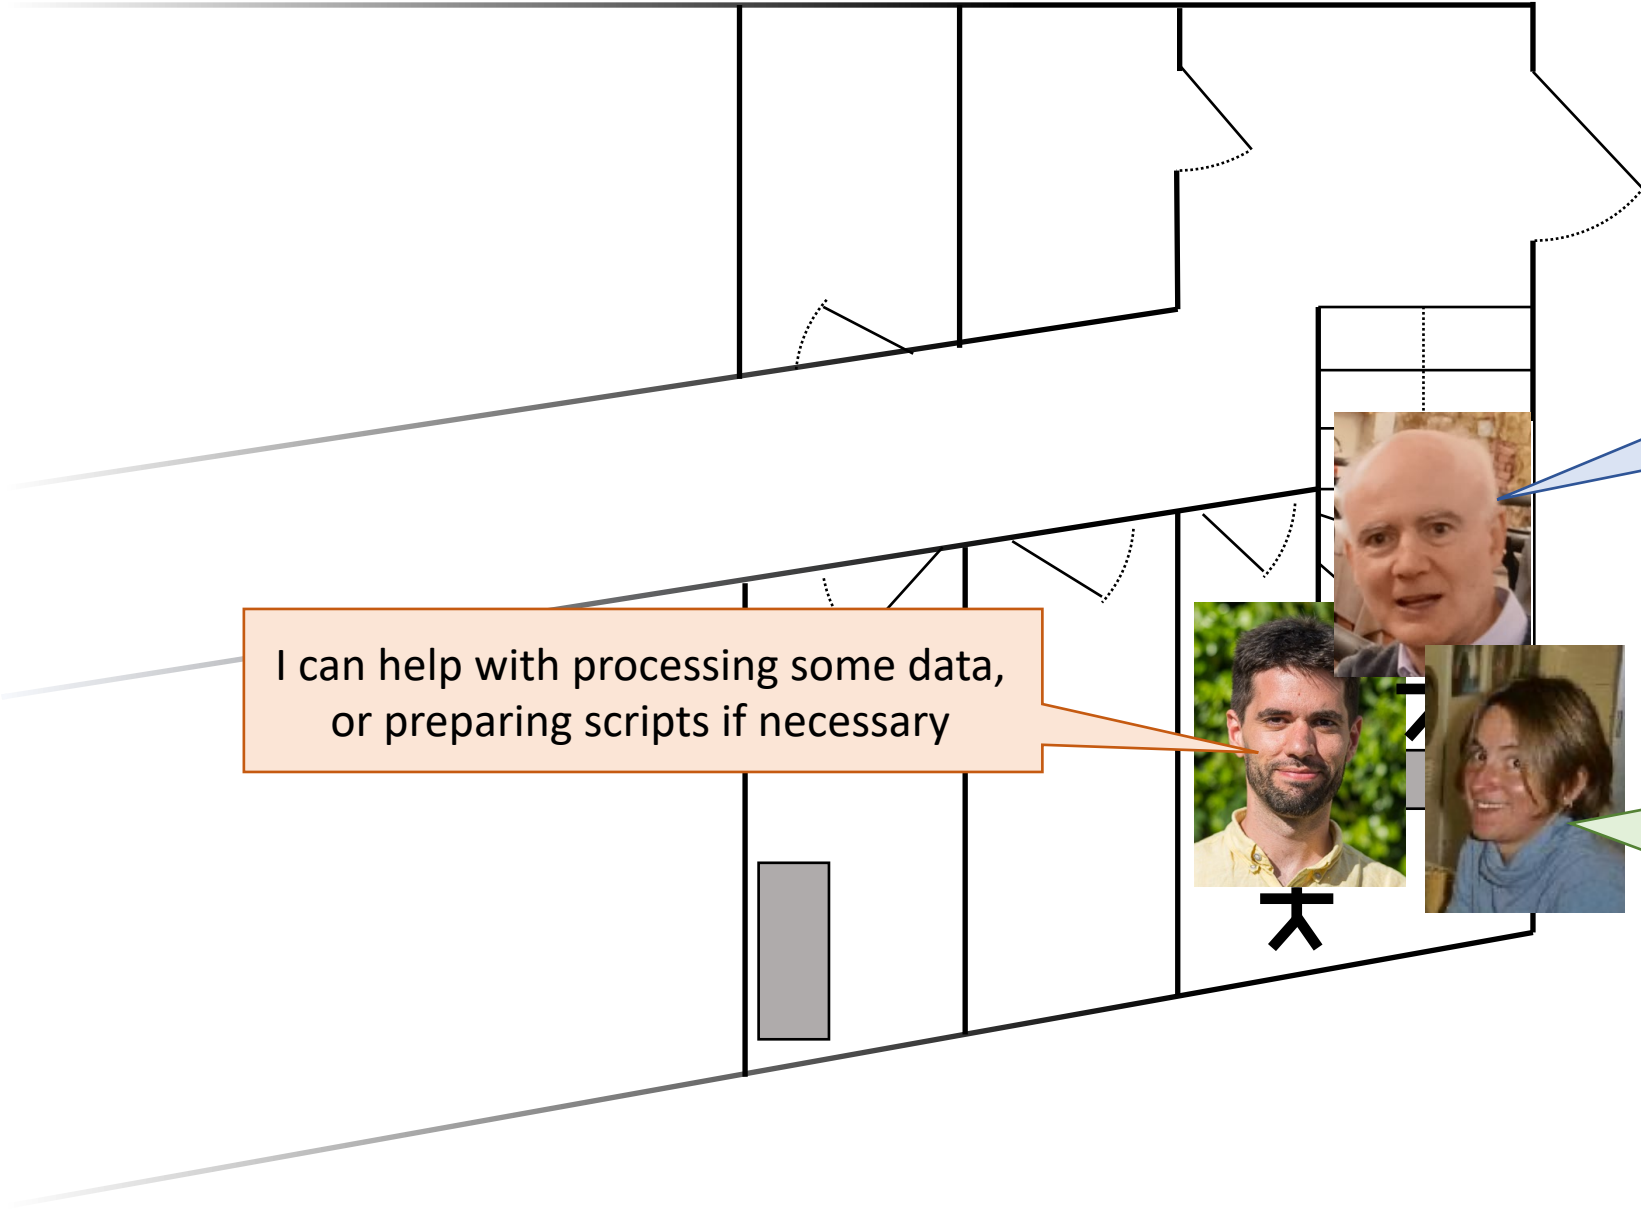 I can help with processing some data,
or preparing scripts if necessary